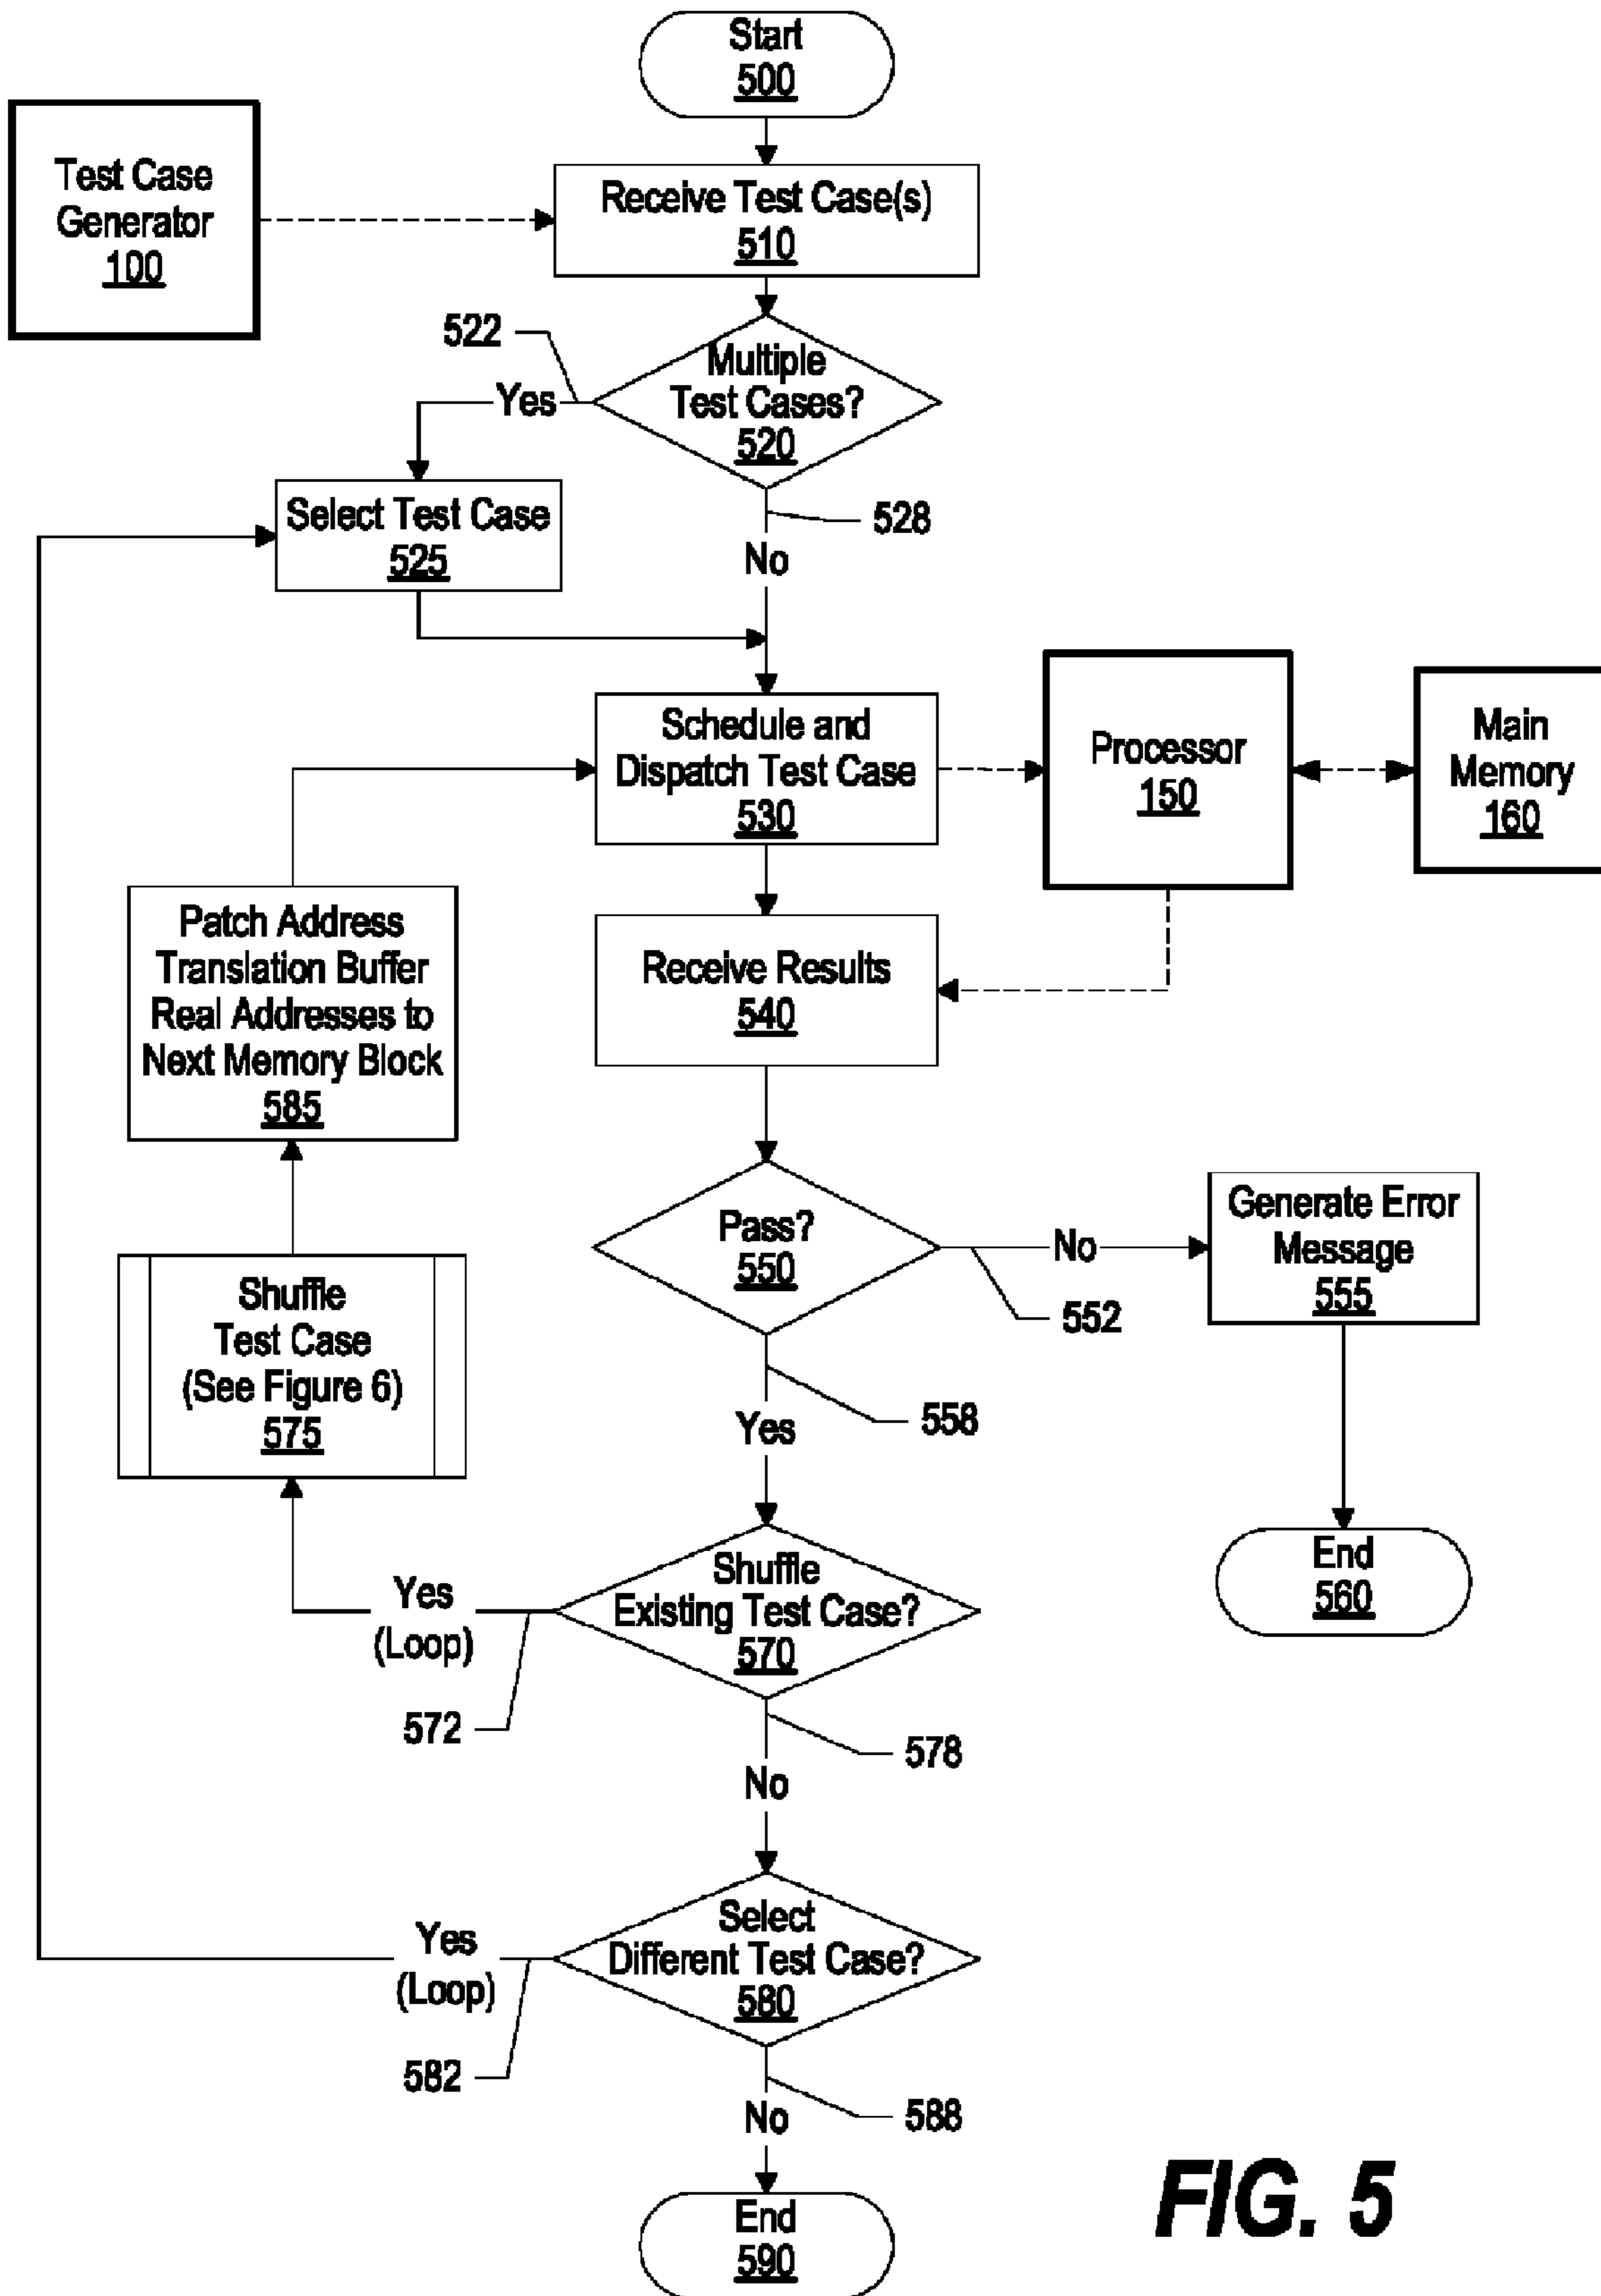 Start
500
Test Case
Generator
100
Receive Test Case(s)
510
522
Multiple
Test Cases?
520
Yes
528
No
Select Test Case
525
Schedule and
Dispatch Test Case
530
Processor
150
Main
Memory
160
Patch Address
Translation Buffer
Real Addresses to
Next Memory Block
585
Receive Results
540
Pass?
550
No
552
Generate Error
Message
555
Shuffle
Test Case
(See Figure 6)
575
558
Yes
End
560
Shuffle
Existing Test Case?
570
Yes
(Loop)
572
578
No
Select
Different Test Case?
580
Yes
(Loop)
582
588
No
End
590
FIG. 5